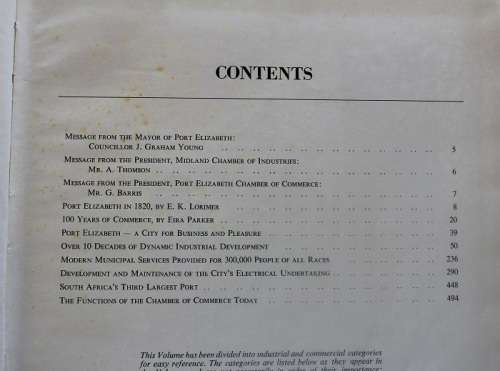 CONTENTS
Message from the Mayor of Port Elizabeth:
Councillor J. Graham Young .. .. .. .. .. .. .. .. .. .. .. 5
Message from the President, Midland Chamber of Industries:
Mr. A. Thomson .. .. .. .. .. .. .. .. .. .. .. .. .. 6
Message from the President, Port Elizabeth Chamber of Commerce:
Mr. G. Barris .. .. .. .. .. .. .. .. .. .. .. .. .. 7
Port Elizabeth in 1820, by E. K. Lorimer .. .. .. .. .. .. .. .. 8
100 Years of Commerce, by Eira Parker .. .. .. .. .. .. .. .. .. 20
Port Elizabeth — a City for Business and Pleasure .. .. .. .. .. .. .. 39
Over 10 Decades of Dynamic Industrial Development .. .. .. .. .. .. 50
Modern Municipal Services Provided for 300,000 People of all Races .. .. .. .. 236
Development and Maintenance of the City's Electrical Undertaking .. .. .. .. 290
South Africa's Third Largest Port .. .. .. .. .. .. .. .. .. .. 448
The Functions of the Chamber of Commerce Today .. .. .. .. .. .. .. 494
This Volume has been divided into industrial and commercial categories
for easy reference. The categories are listed below as they appear in